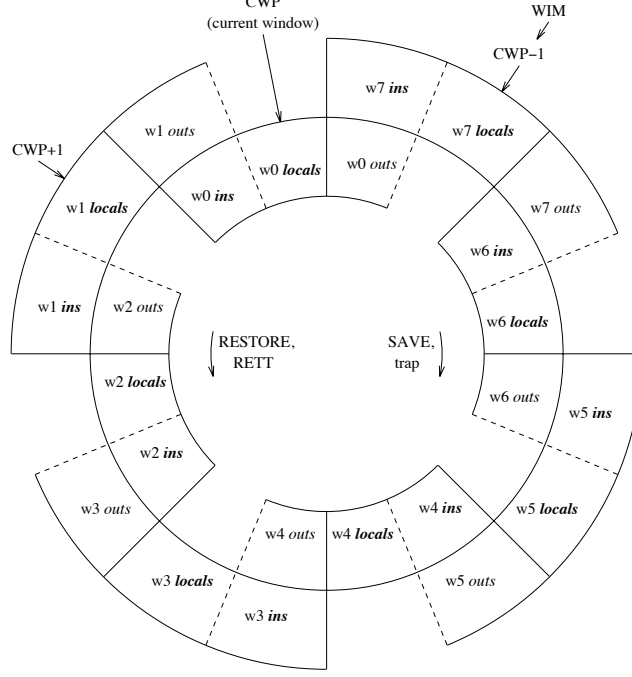 CWP
(current window)
WIM
CWP−1
w7 ins
w1 outs
w7 locals
CWP+1
w0 locals
w0 outs
w0 ins
w1 locals
w7 outs
w6 ins
w1 ins
w2 outs
w6 locals
RESTORE,
RETT
SAVE,
trap
w2 locals
w6 outs
w5 ins
w2 ins
w3 outs
w4 ins
w5 locals
w4 outs
w4 locals
w3 locals
w5 outs
w3 ins